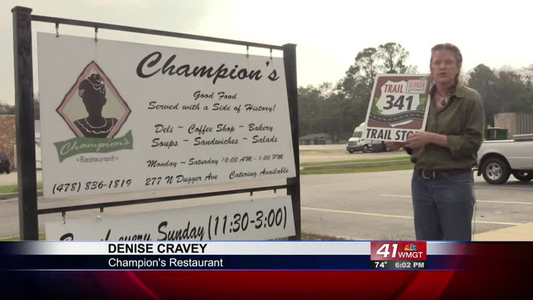 Champion's
Good Food
Served with a Side of History!
Deli ~ Coffee Shop ~ Bakery
Soups ~ Sandwiches ~ Salads
Monday ~ Saturday
(478) 836-1819 277 N Dugger Ave Catering Available
Champion's
Restaurant
every Sunday (11:30-3:00)
TRAIL
341
TRAIL STOP
DENISE CRAVEY
Champion's Restaurant
41 NBC
WMGT
74° 6:02 PM